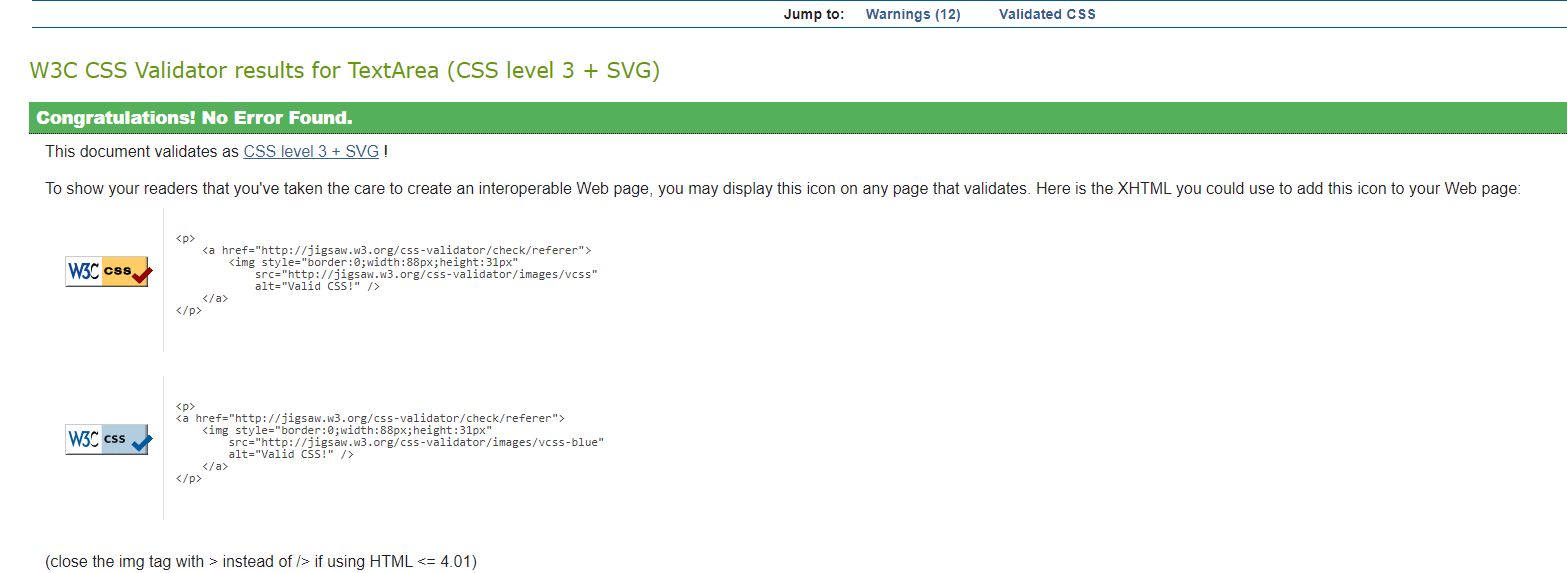 Jump to: Warnings (12) Validated CSS
W3C CSS Validator results for TextArea (CSS level 3 + SVG)
Congratulations! No Error Found.
This document validates as CSS level 3 + SVG !
To show your readers that you've taken the care to create an interoperable Web page, you may display this icon on any page that validates. Here is the XHTML you could use to add this icon to your Web page:
W3C css
<p>
    <a href="http://jigsaw.w3.org/css-validator/check/referer">
        <img style="border:0;width:88px;height:31px"
            src="http://jigsaw.w3.org/css-validator/images/vcss"
            alt="Valid CSS!" />
    </a>
</p>
W3C css
<p>
<a href="http://jigsaw.w3.org/css-validator/check/referer">
    <img style="border:0;width:88px;height:31px"
        src="http://jigsaw.w3.org/css-validator/images/vcss-blue"
        alt="Valid CSS!" />
    </a>
</p>
(close the img tag with > instead of /> if using HTML <= 4.01)